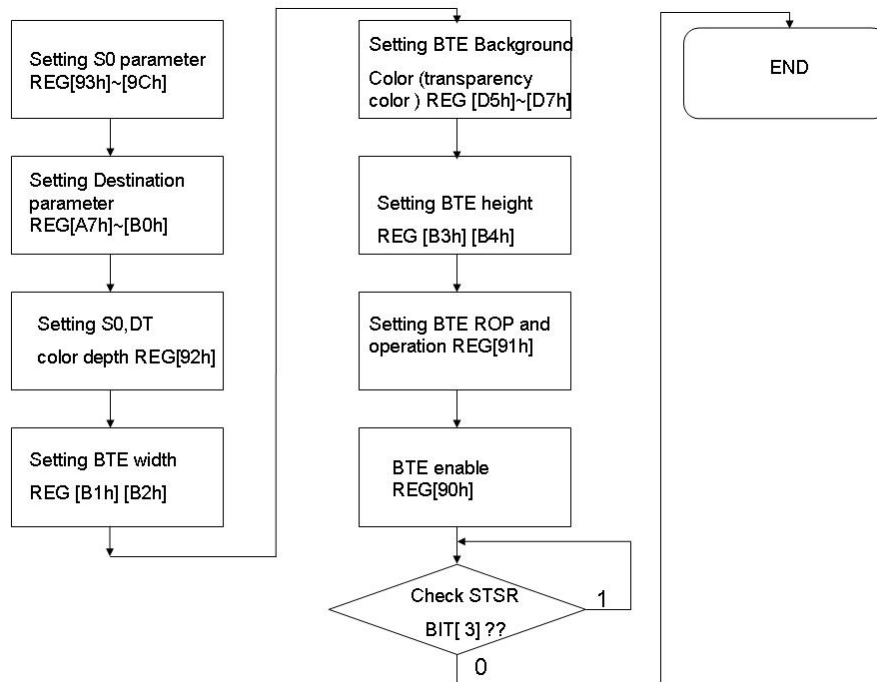 Setting S0 parameter
REG[93h]~[9Ch]
Setting Destination
parameter
REG[A7h]~[B0h]
Setting S0,DT
color depth REG[92h]
Setting BTE width
REG [B1h] [B2h]
Setting BTE Background
Color (transparency
color ) REG [D5h]~[D7h]
Setting BTE height
REG [B3h] [B4h]
Setting BTE ROP and
operation REG[91h]
BTE enable
REG[90h]
Check STSR
BIT[ 3] ??
1
0
END